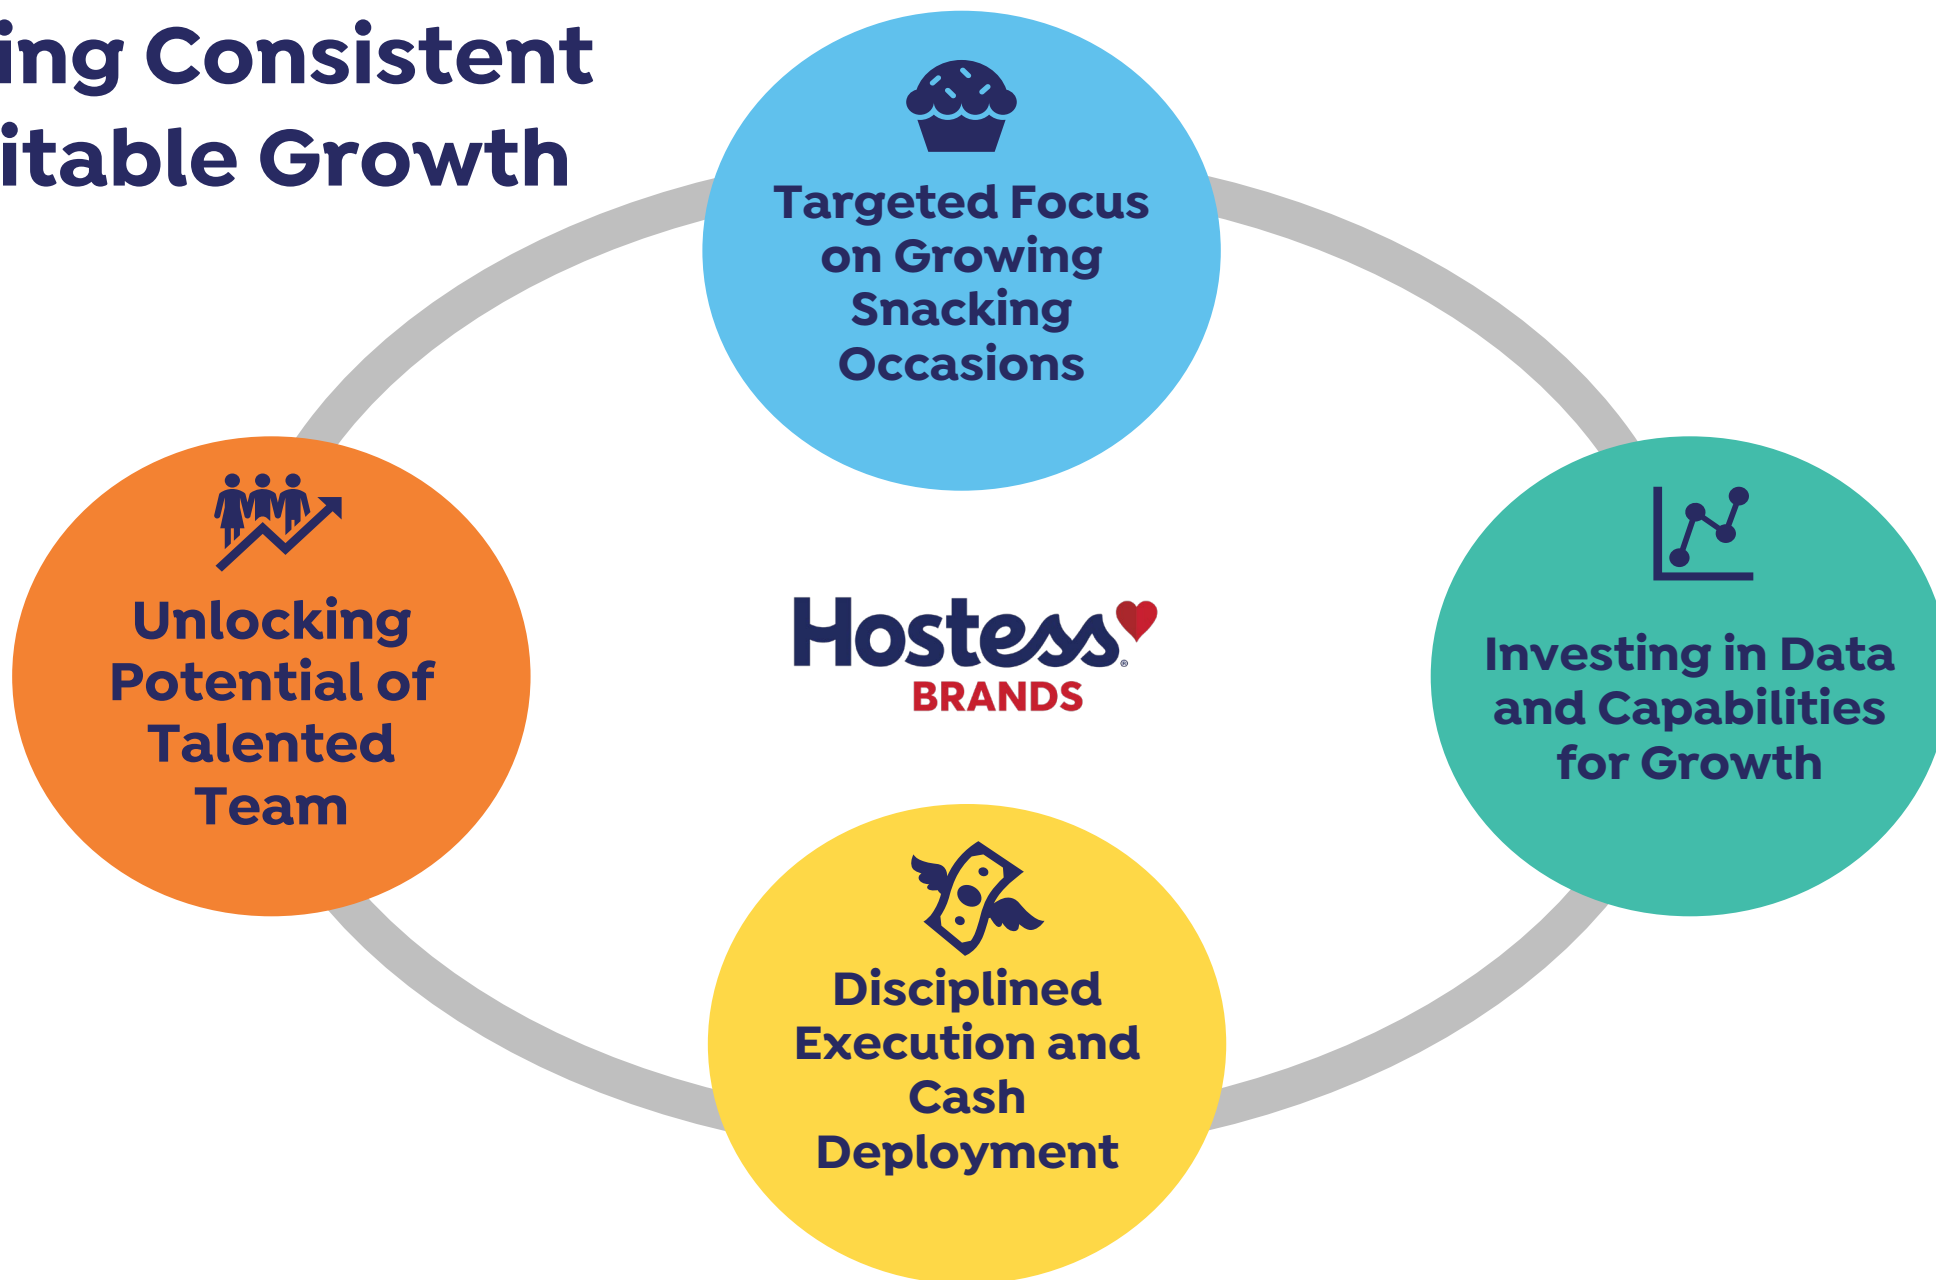 ing Consistent
itable Growth
Targeted Focus
on Growing
Snacking
Occasions
Unlocking
Potential of
Talented
Team
Hostess®
BRANDS
Investing in Data
and Capabilities
for Growth
Disciplined
Execution and
Cash
Deployment